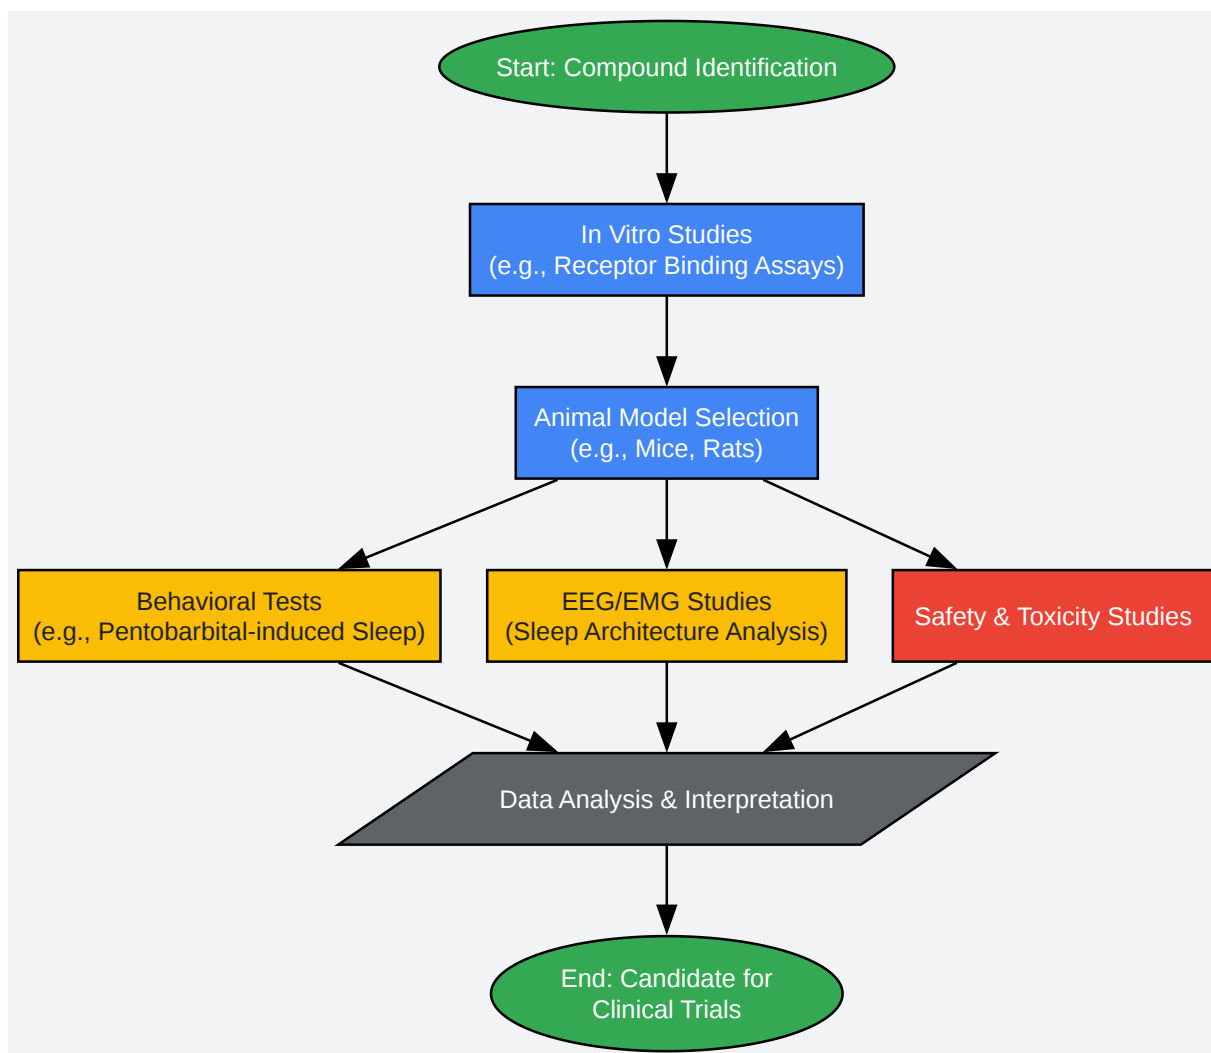 Start: Compound Identification
In Vitro Studies
(e.g., Receptor Binding Assays)
Animal Model Selection
(e.g., Mice, Rats)
Behavioral Tests
(e.g., Pentobarbital-induced Sleep)
EEG/EMG Studies
(Sleep Architecture Analysis)
Safety & Toxicity Studies
Data Analysis & Interpretation
End: Candidate for
Clinical Trials